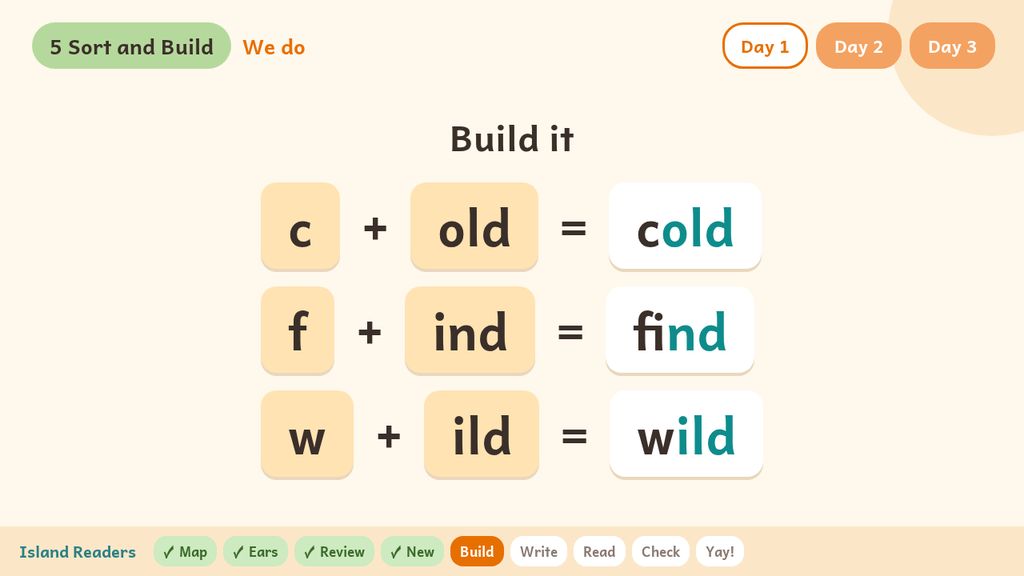 5 Sort and Build We do Day 1 Day 2 Day 3
Build it
c + old = cold
f + ind = find
w + ild = wild
Island Readers ✓ Map ✓ Ears ✓ Review ✓ New Build Write Read Check Yay!